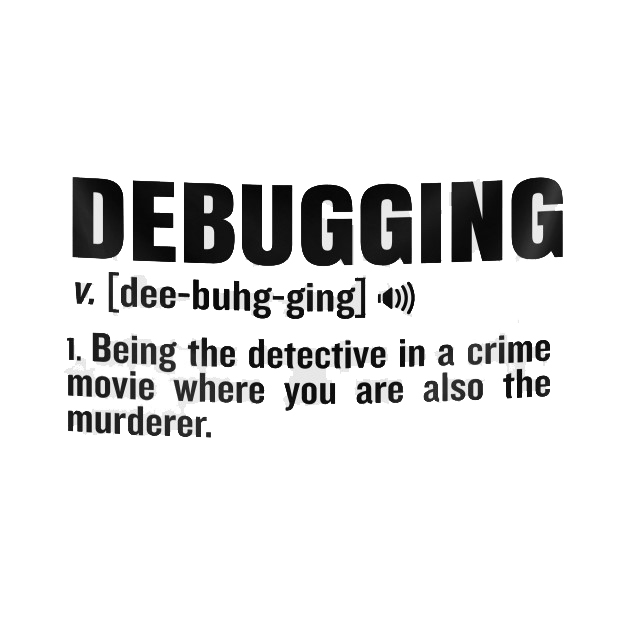 DEBUGGING
v. [dee-buhg-ging]
1. Being the detective in a crime
movie where you are also the
murderer.